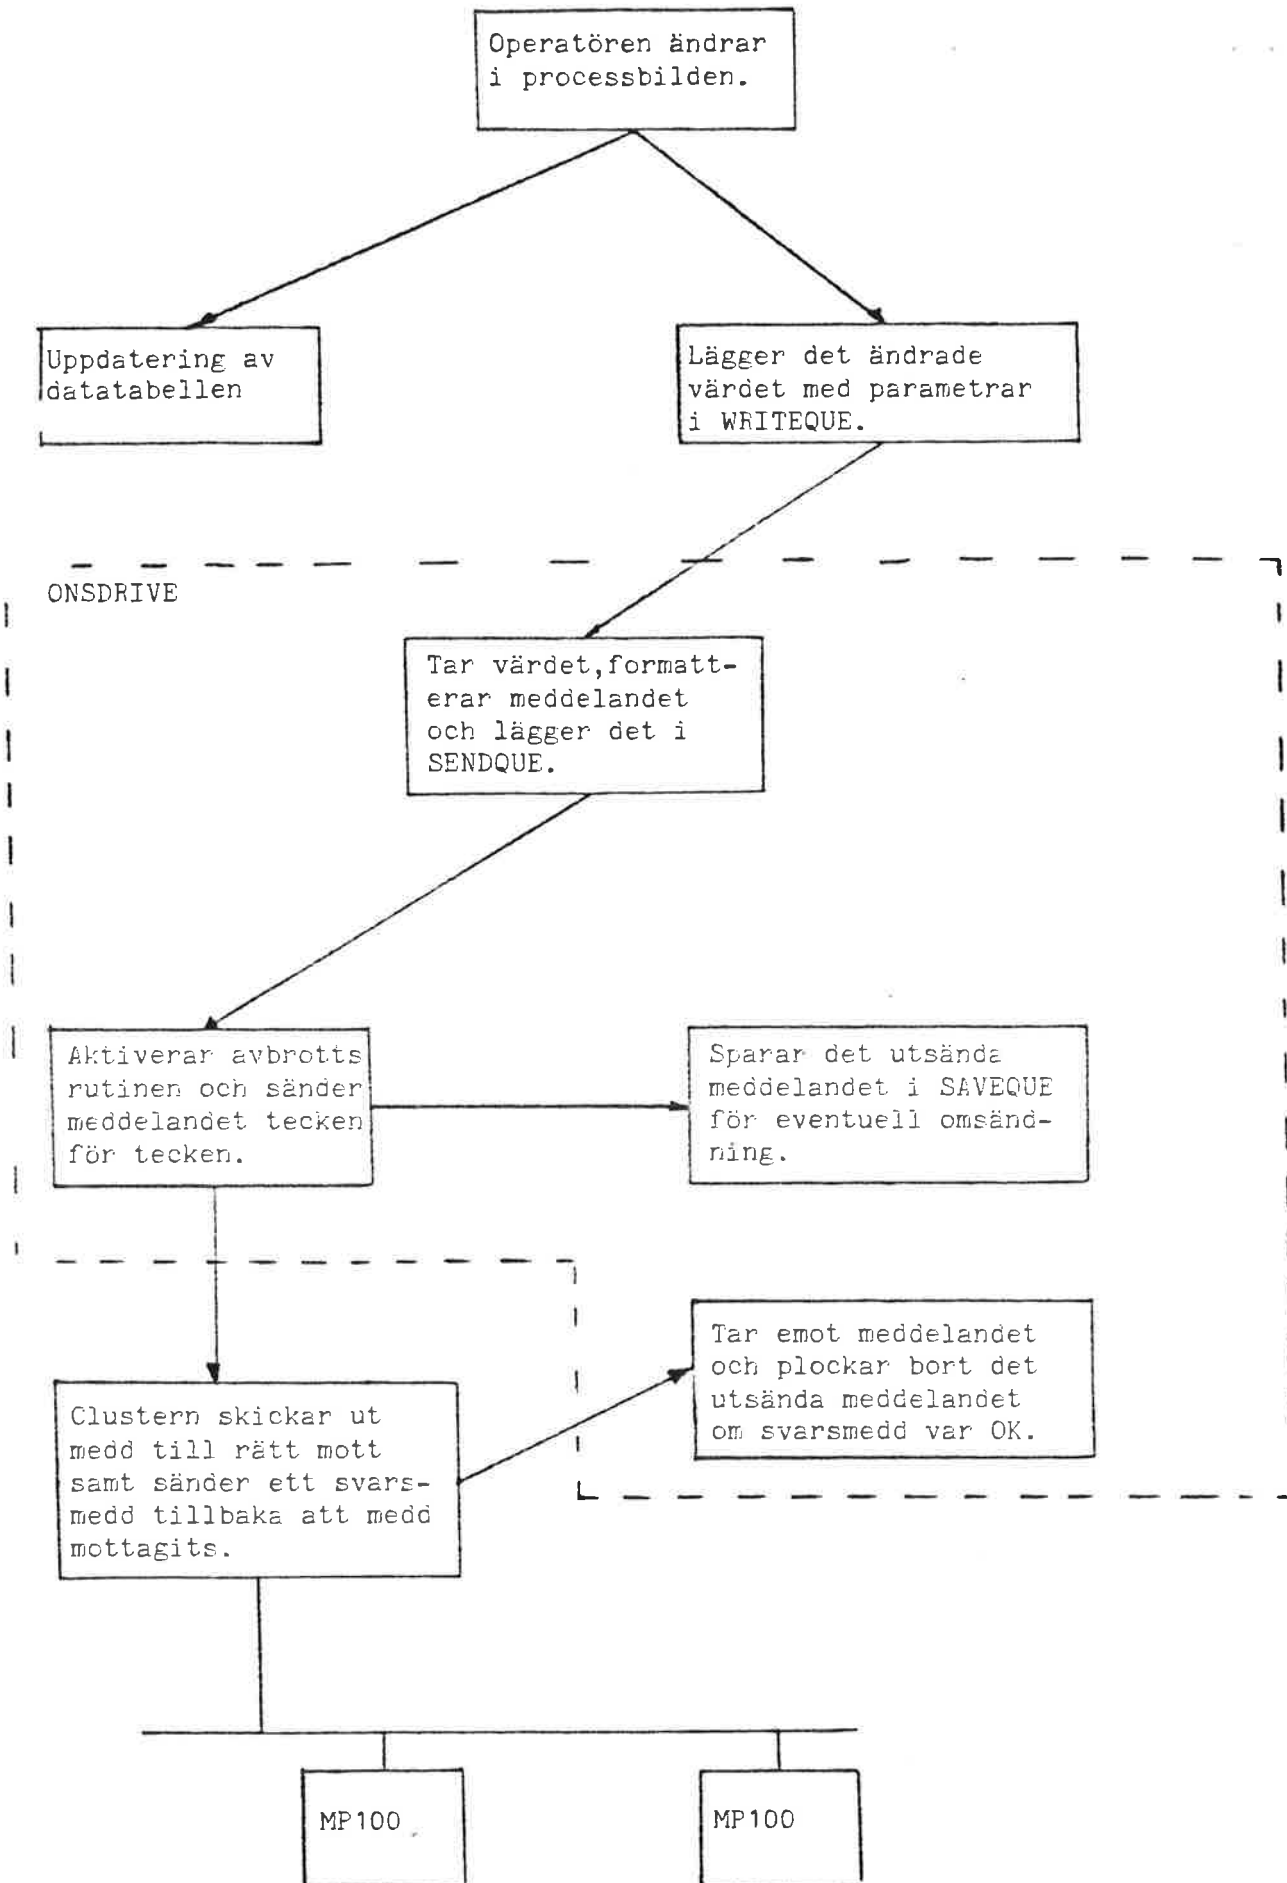 Operatören ändrar
i processbilden.
Uppdatering av
datatabellen
Lägger det ändrade
värdet med parametrar
i WRITEQUE.
ONSDRIVE
Tar värdet,formatt-
erar meddelandet
och lägger det i
SENDQUE.
Aktiverar avbrotts
rutinen och sänder
meddelandet tecken
för tecken.
Sparar det utsända
meddelandet i SAVEQUE
för eventuell omsänd-
ning.
Tar emot meddelandet
och plockar bort det
utsända meddelandet
om svarsmedd var OK.
Clustern skickar ut
medd till rätt mott
samt sänder ett svars-
medd tillbaka att medd
mottagits.
MP100
MP100